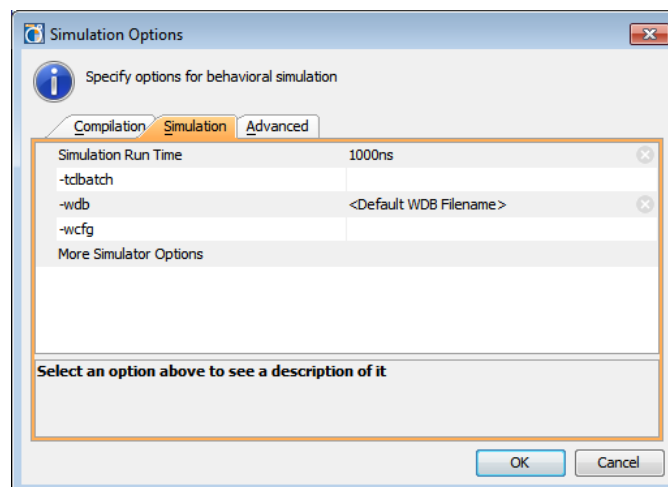 Simulation Options
Specify options for behavioral simulation
Compilation Simulation Advanced
Simulation Run Time 1000ns
-tclbatch
-wdb <Default WDB Filename>
-wcfg
More Simulator Options
Select an option above to see a description of it
OK Cancel